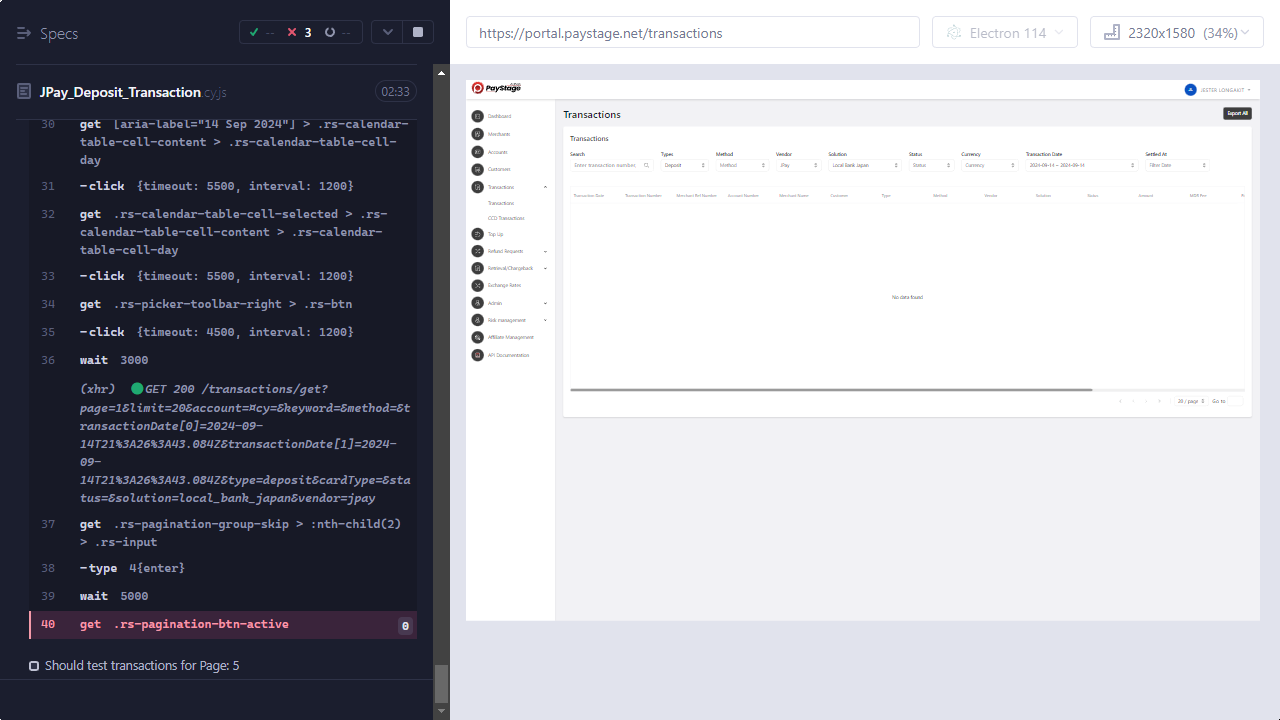 Specs
--
3
--
JPay_Deposit_Transaction.cy.js
02:33
30 get [aria-label="14 Sep 2024"] > .rs-calendar-
table-cell-content > .rs-calendar-table-cell-
day
31 -click {timeout: 5500, interval: 1200}
32 get .rs-calendar-table-cell-selected > .rs-
calendar-table-cell-content > .rs-calendar-
table-cell-day
33 -click {timeout: 5500, interval: 1200}
34 get .rs-picker-toolbar-right > .rs-btn
35 -click {timeout: 4500, interval: 1200}
36 wait 3000
(xhr) GET 200 /transactions/get?
page=1&limit=20&account=¤cy=&keyword=&method=&t
ransactionDate[0]=2024-09-
14T21%3A26%3A43.084Z&transactionDate[1]=2024-
09-
14T21%3A26%3A43.084Z&type=deposit&cardType=&sta
tus=&solution=local_bank_japan&vendor=jpay
37 get .rs-pagination-group-skip > :nth-child(2)
> .rs-input
38 -type 4{enter}
39 wait 5000
40 get .rs-pagination-btn-active 0
Should test transactions for Page: 5
https://portal.paystage.net/transactions
Electron 114
2320x1580 (34%)
PayStage
JESTER LONGAKIT
Dashboard
Merchants
Accounts
Customers
Transactions
Transactions
CCD Transactions
Top Up
Refund Requests
Retrieval/Chargeback
Exchange Rates
Admin
Risk management
Affiliate Management
API Documentation
Transactions
Export All
Transactions
Search Types Method Vendor Solution Status Currency Transaction Date Settled At
Enter transaction number, Deposit Method JPay Local Bank Japan Status Currency 2024-09-14 ~ 2024-09-14 Filter Date
Transaction Date Transaction Number Merchant Ref Number Account Number Merchant Name Customer Type Method Vendor Solution Status Amount MDR Fee
No data found
20 / page Go to